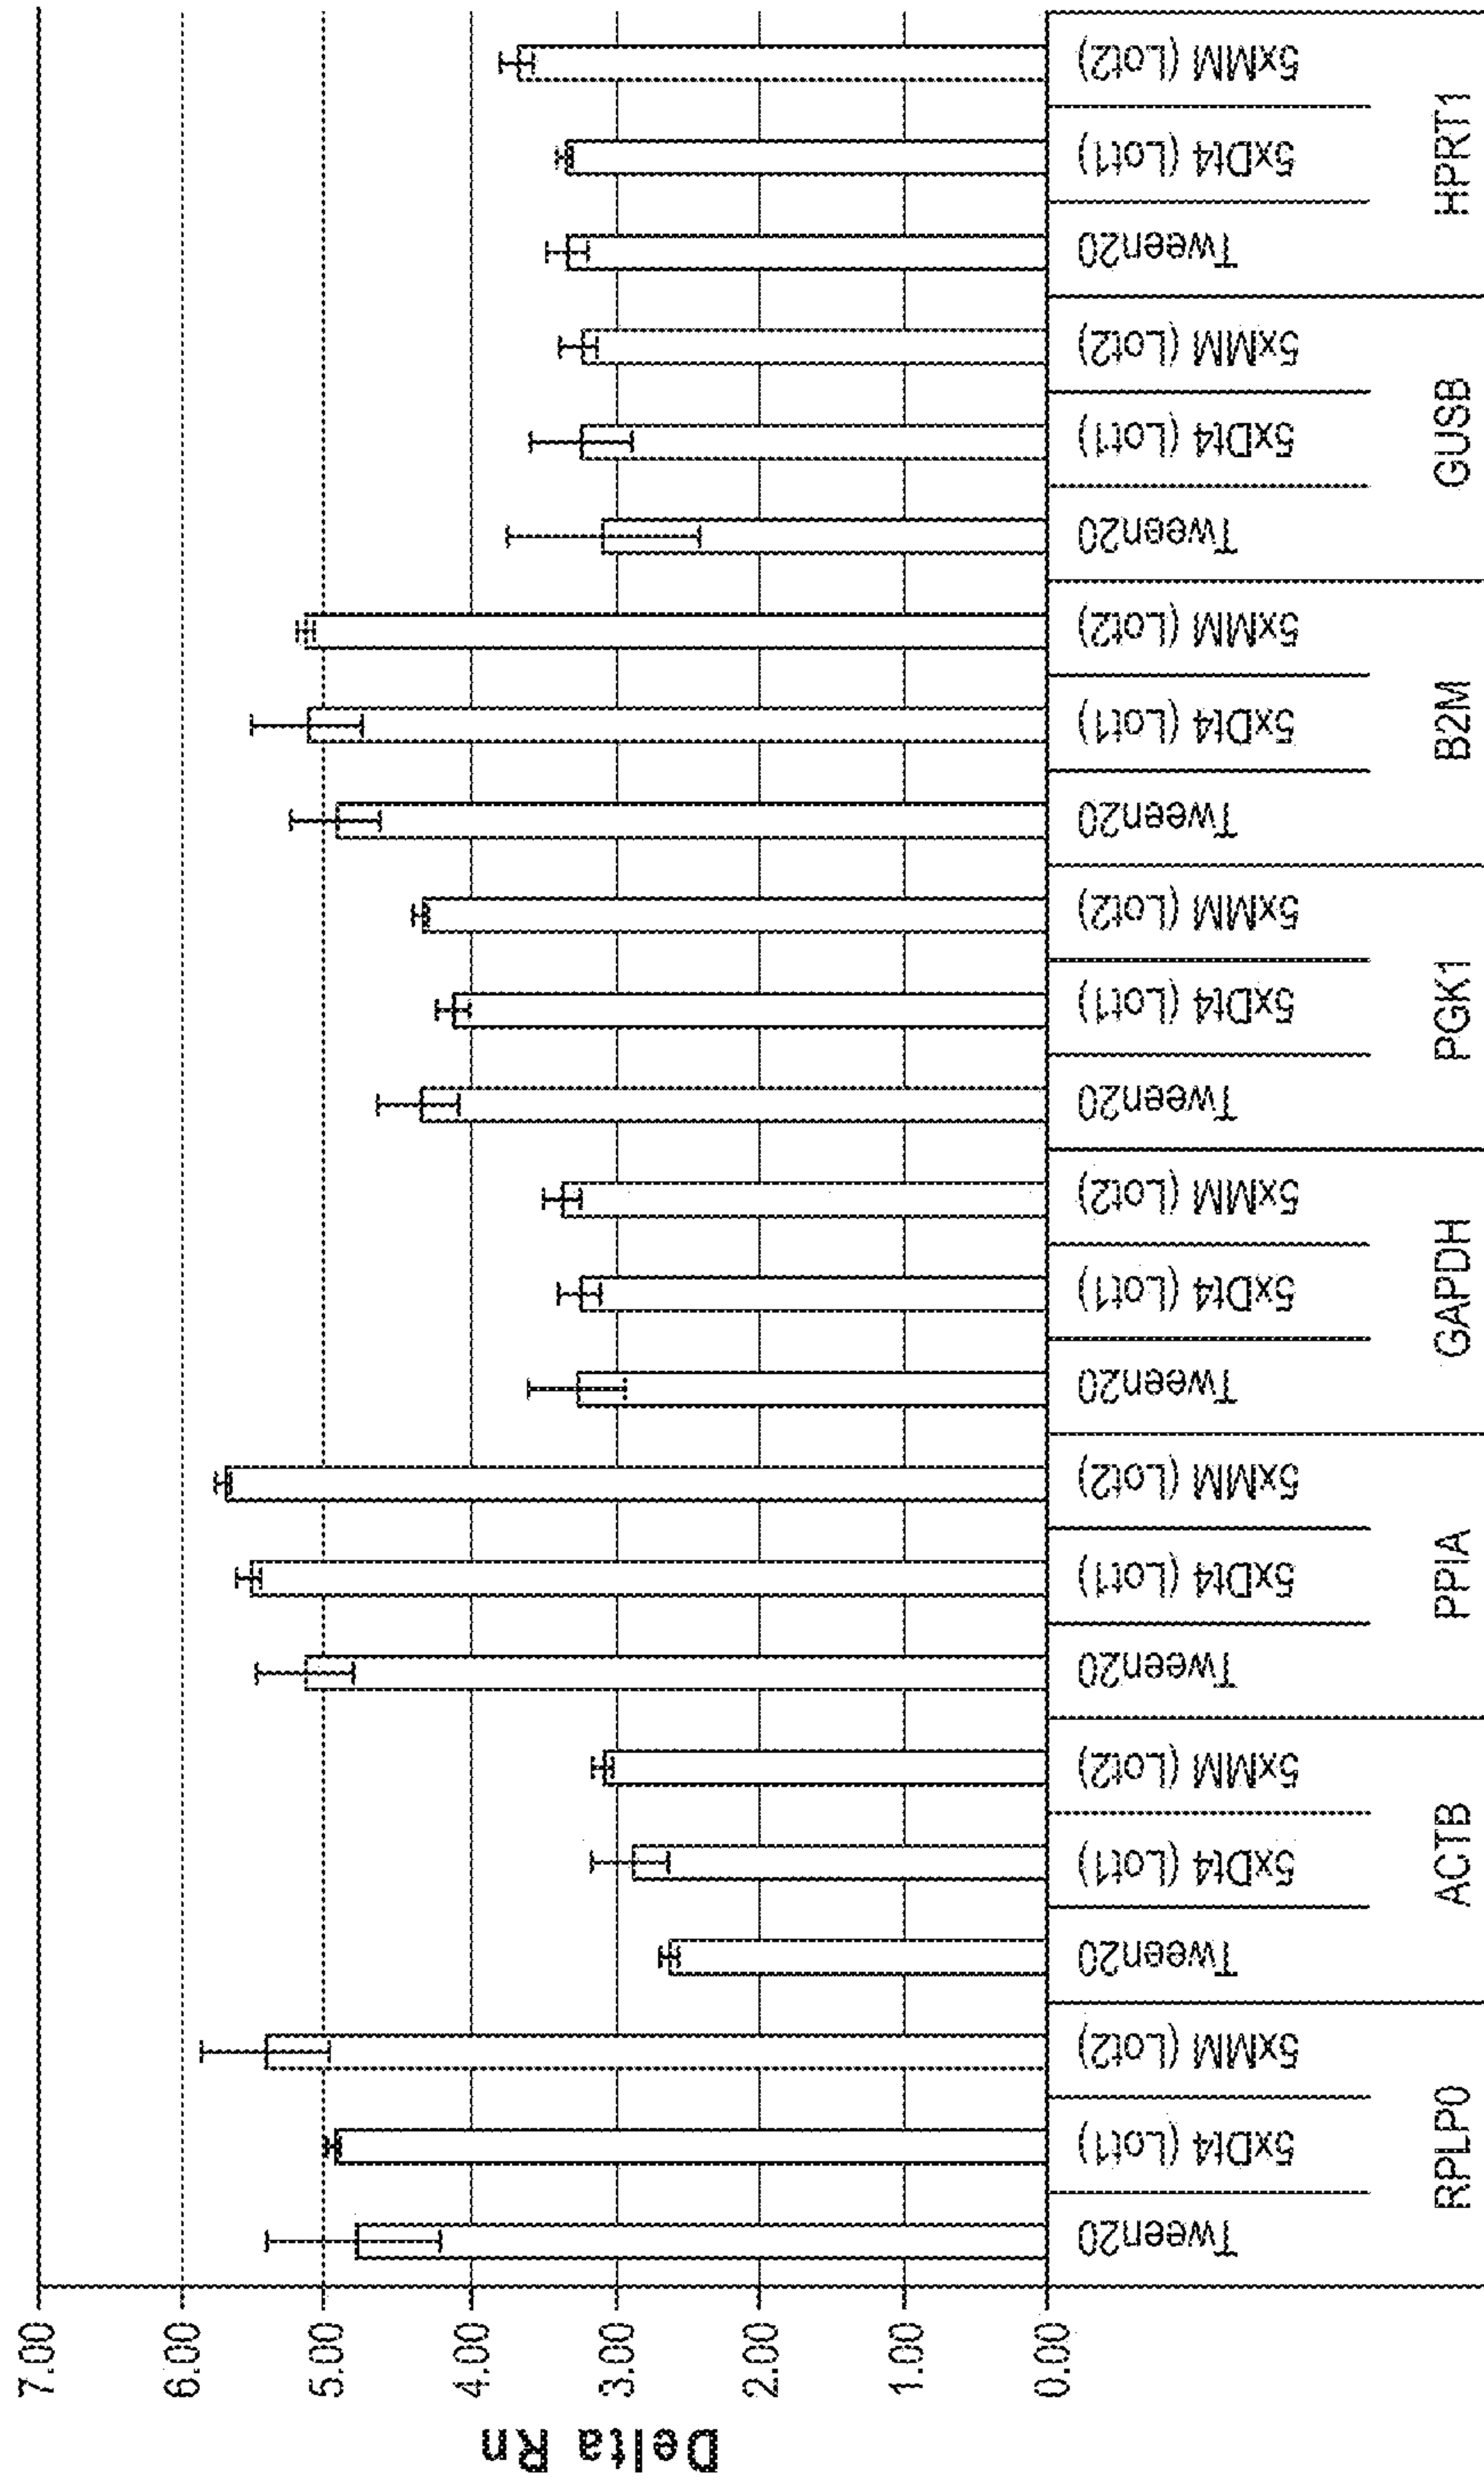 Delta Rn
7.00
6.00
5.00
4.00
3.00
2.00
1.00
0.00
Tween20
5xDt4 (Lot1)
5xMM (Lot2)
RPLP0
Tween20
5xDt4 (Lot1)
5xMM (Lot2)
ACTB
Tween20
5xDt4 (Lot1)
5xMM (Lot2)
PPIA
Tween20
5xDt4 (Lot1)
5xMM (Lot2)
GAPDH
Tween20
5xDt4 (Lot1)
5xMM (Lot2)
PGK1
Tween20
5xDt4 (Lot1)
5xMM (Lot2)
B2M
Tween20
5xDt4 (Lot1)
5xMM (Lot2)
GUSB
Tween20
5xDt4 (Lot1)
5xMM (Lot2)
HPRT1